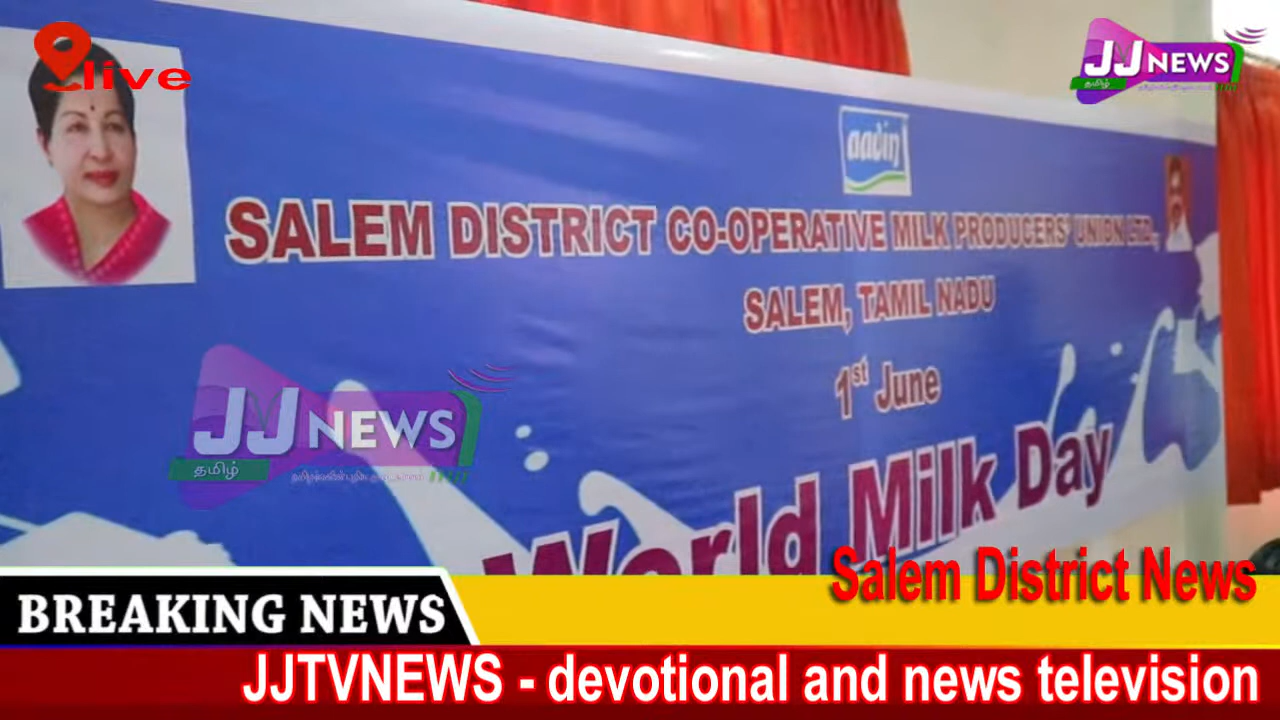 live
JJ NEWS
தமிழ்
aavin
SALEM DISTRICT CO-OPERATIVE MILK PRODUCERS' UNION LTD.,
SALEM, TAMIL NADU
1st June
World Milk Day
JJ NEWS
தமிழ்
Salem District News
BREAKING NEWS
JJTVNEWS - devotional and news television